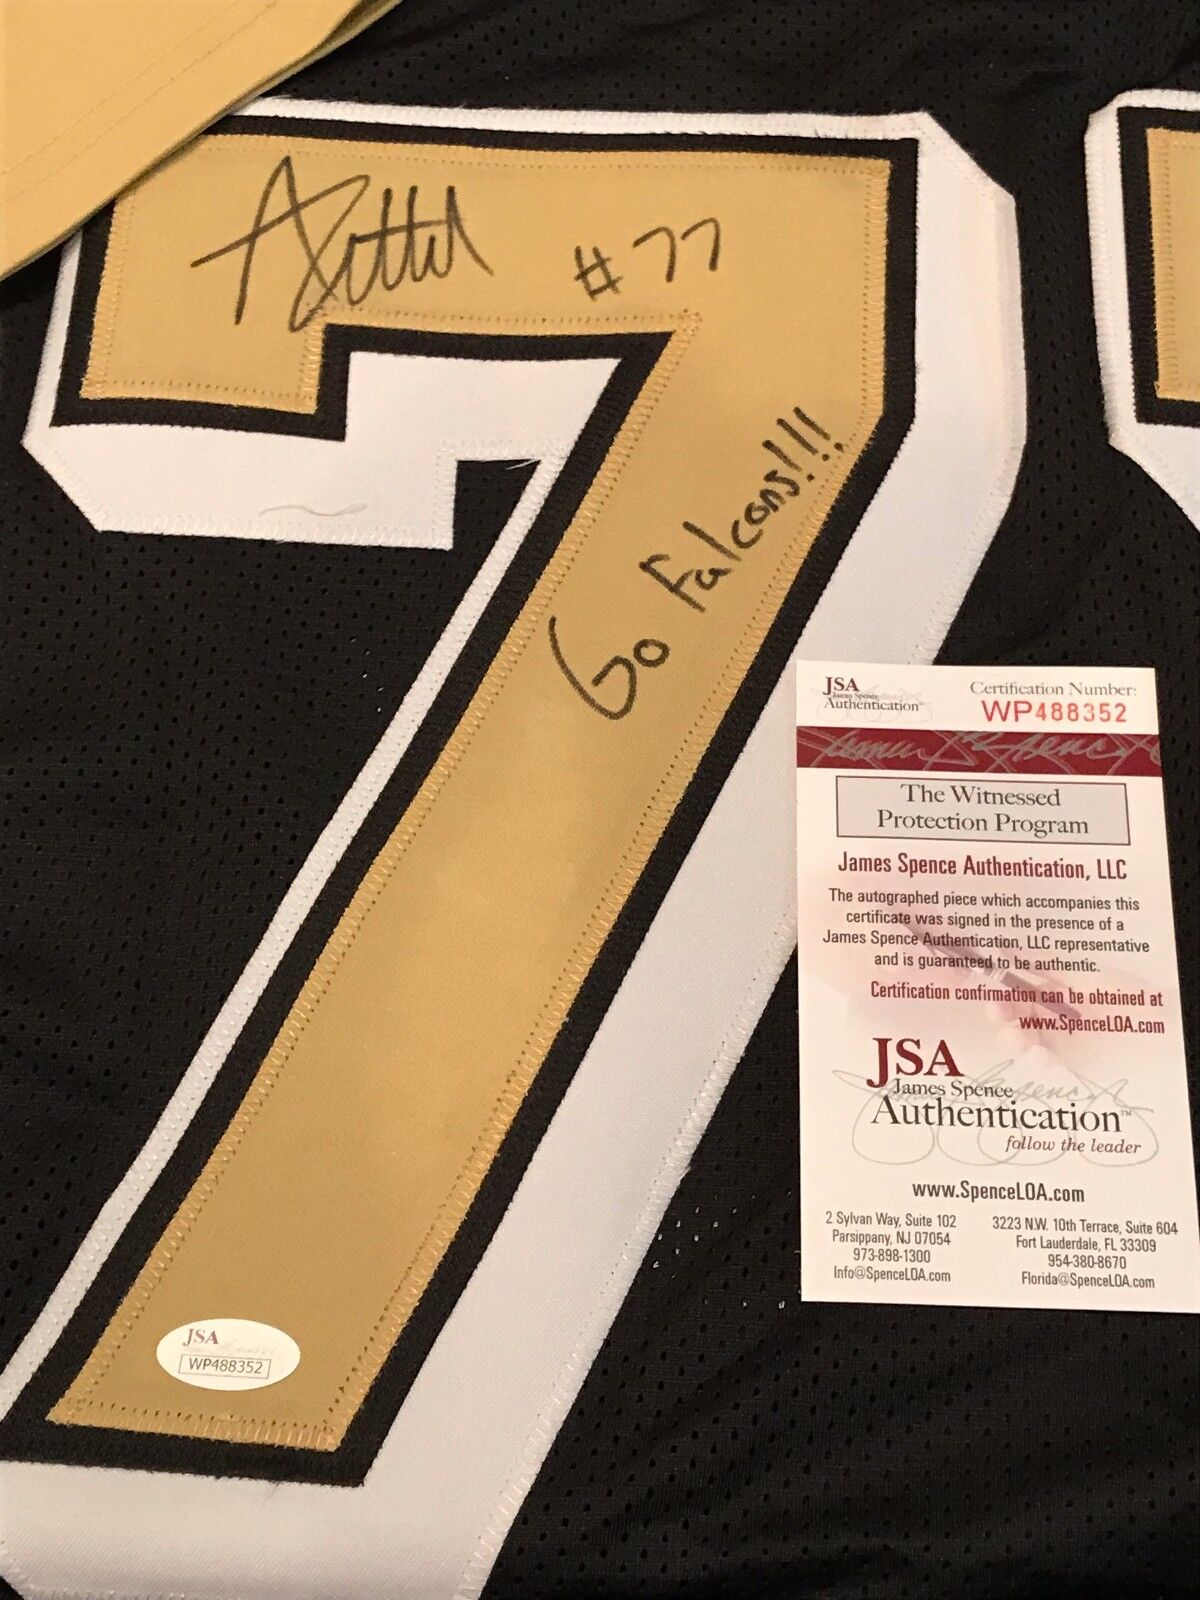 #77
Go Falcons!!!!
JSA
James Spence
Authentication™
Certification Number:
WP488352
The Witnessed
Protection Program
James Spence Authentication, LLC
The autographed piece which accompanies this
certificate was signed in the presence of a
James Spence Authentication, LLC representative
and is guaranteed to be authentic.
Certification confirmation can be obtained at
www.SpenceLOA.com
JSA
James Spence
Authentication™
follow the leader
www.SpenceLOA.com
2 Sylvan Way, Suite 102
Parsippany, NJ 07054
973-898-1300
Info@SpenceLOA.com
3223 N.W. 10th Terrace, Suite 604
Fort Lauderdale, FL 33309
954-380-8670
Florida@SpenceLOA.com
JSA
WP488352
7